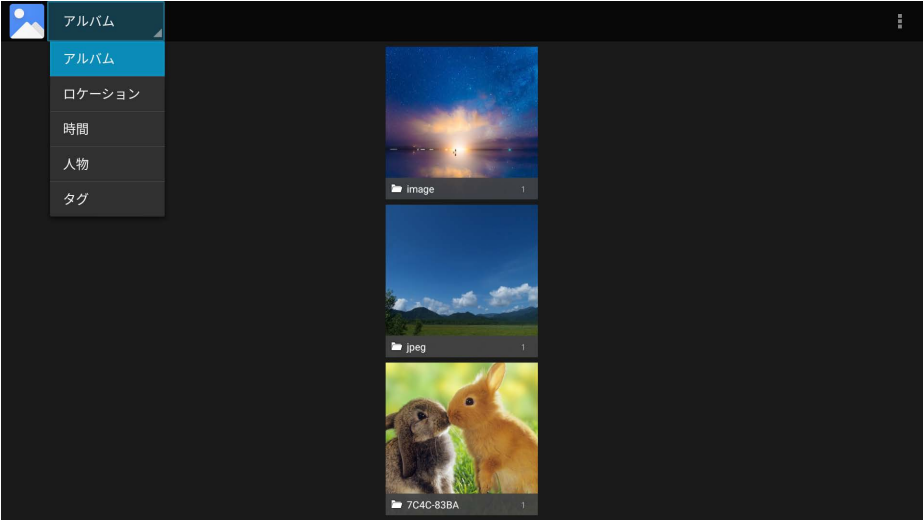 アルバム
アルバム
ロケーション
時間
人物
タグ
image 1
jpeg 1
7C4C-83BA 1